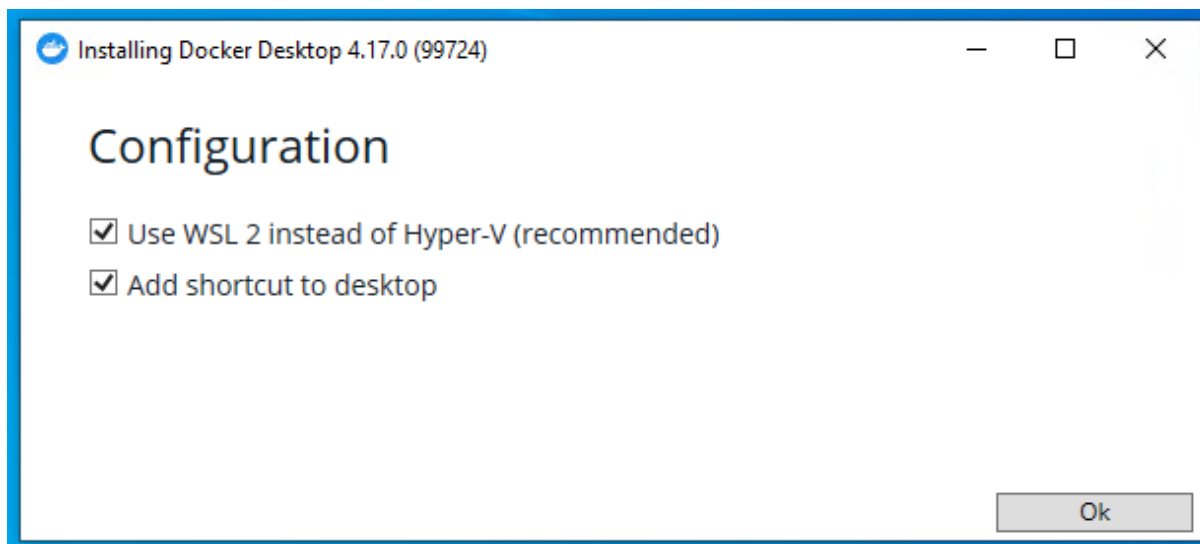 Installing Docker Desktop 4.17.0 (99724)
Configuration
Use WSL 2 instead of Hyper-V (recommended)
Add shortcut to desktop
Ok